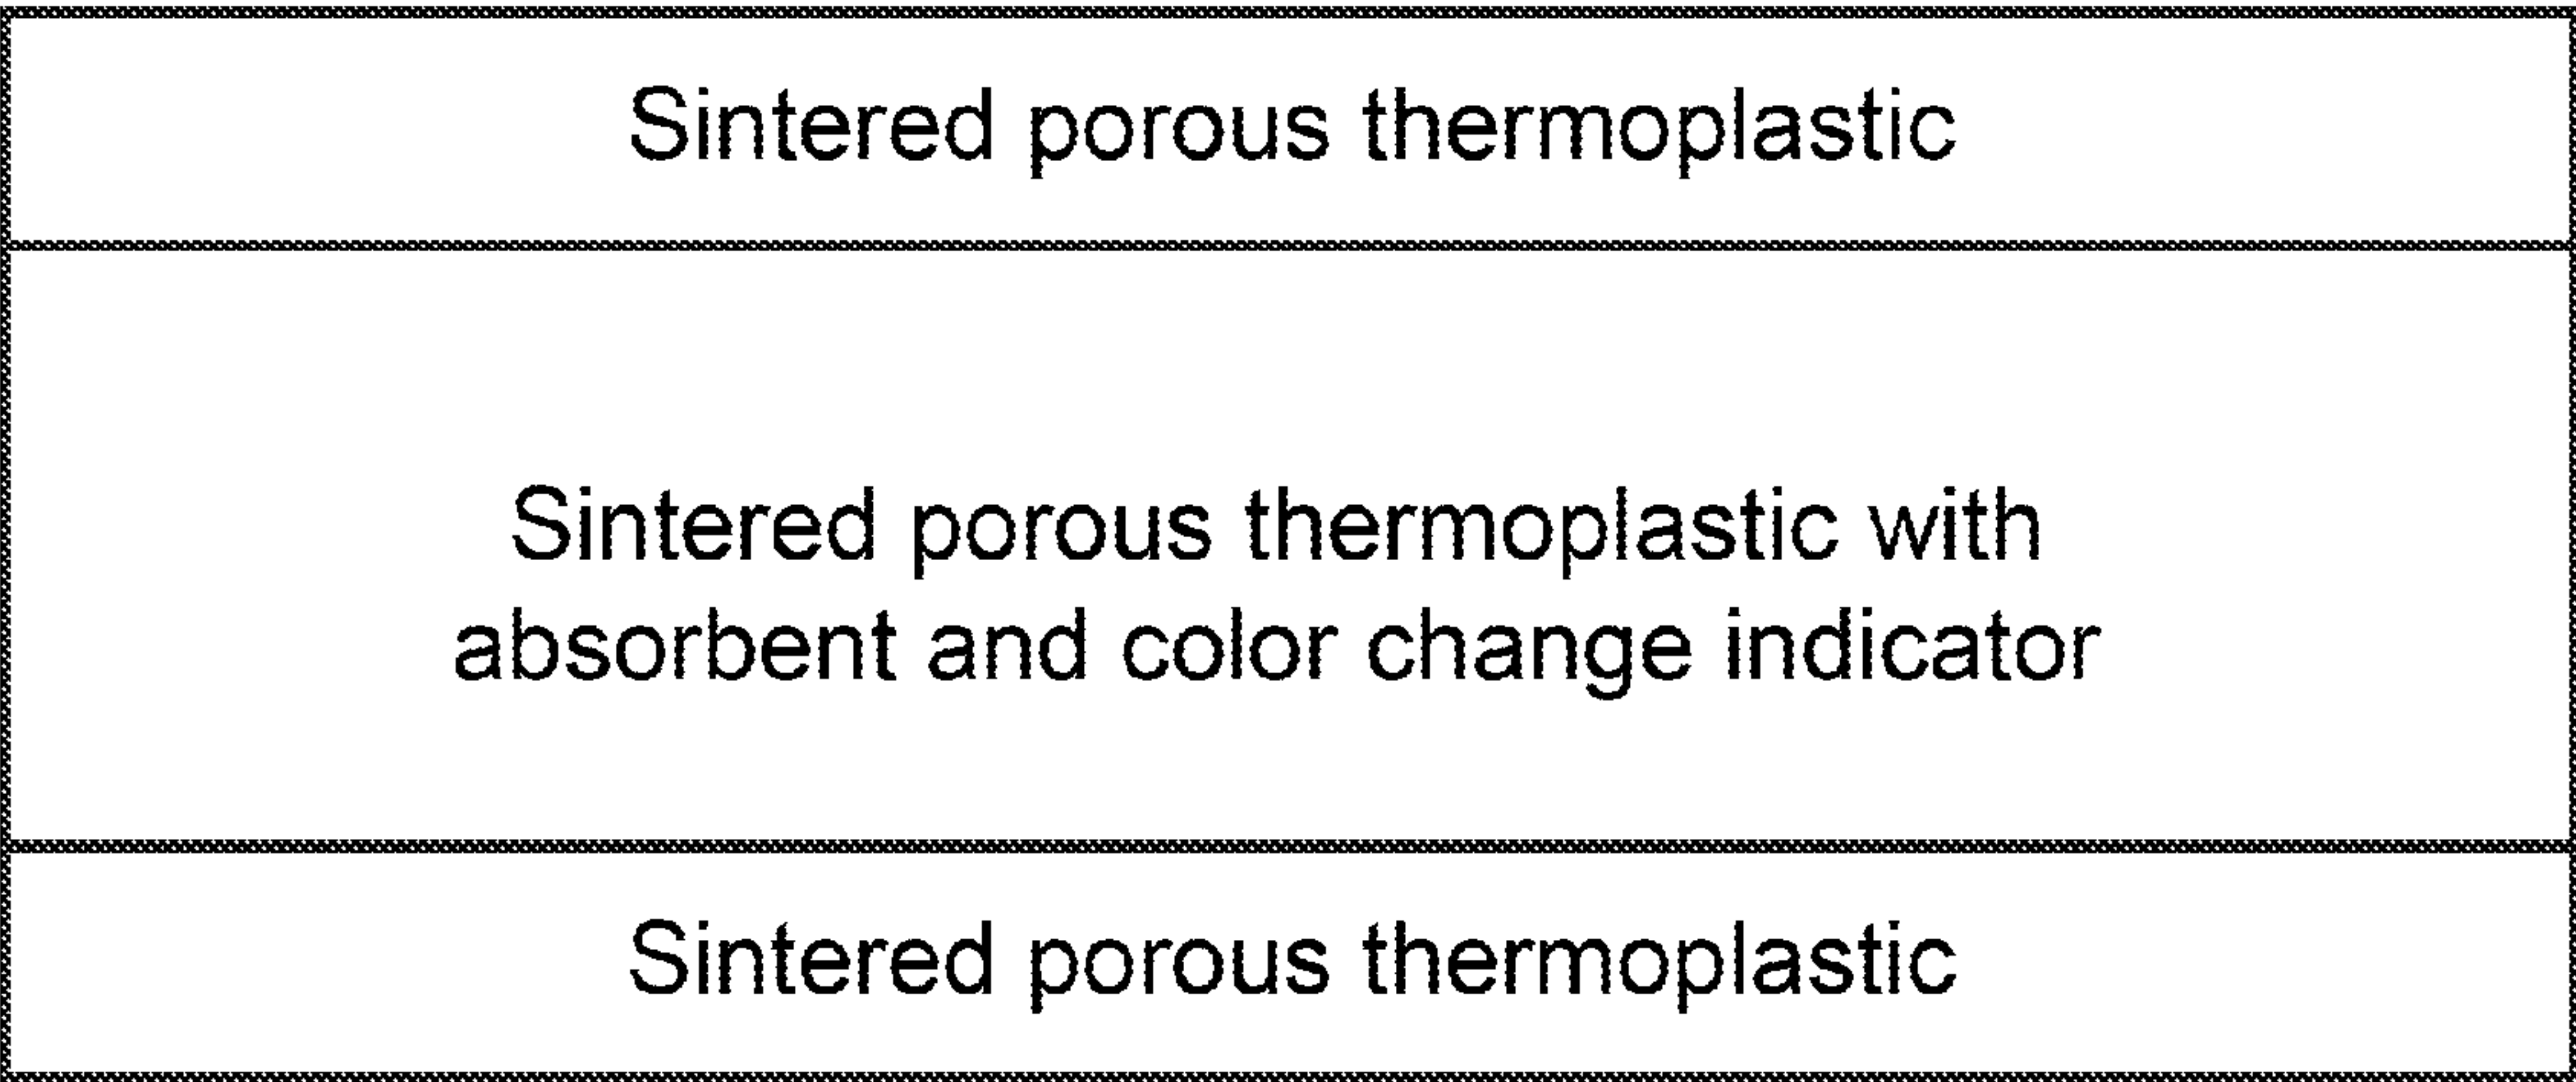 Sintered porous thermoplastic
Sintered porous thermoplastic with
absorbent and color change indicator
Sintered porous thermoplastic